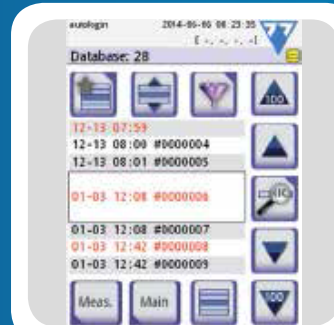 autologin 2014-06-06 08:23:35
[ -, -, -, -]
Database: 28
100
12-13 07:59
12-13 08:00 #0000004
12-13 08:01 #0000005
01-03 12:08 #0000006
01-03 12:08 #0000007
01-03 12:42 #0000008
01-03 12:42 #0000009
Meas.
Main
100